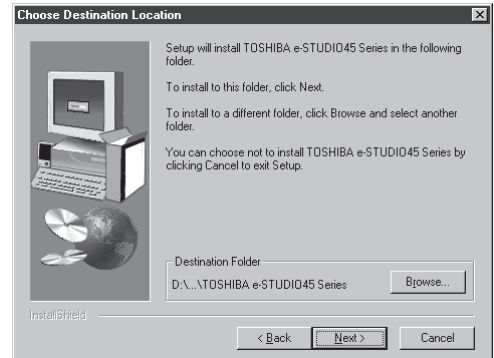 Choose Destination Location
Setup will install TOSHIBA e-STUDIO45 Series in the following
folder.
To install to this folder, click Next.
To install to a different folder, click Browse and select another
folder.
You can choose not to install TOSHIBA e-STUDIO45 Series by
clicking Cancel to exit Setup.
Destination Folder
D:\...\TOSHIBA e-STUDIO45 Series
Browse...
InstallShield
< Back
Next >
Cancel